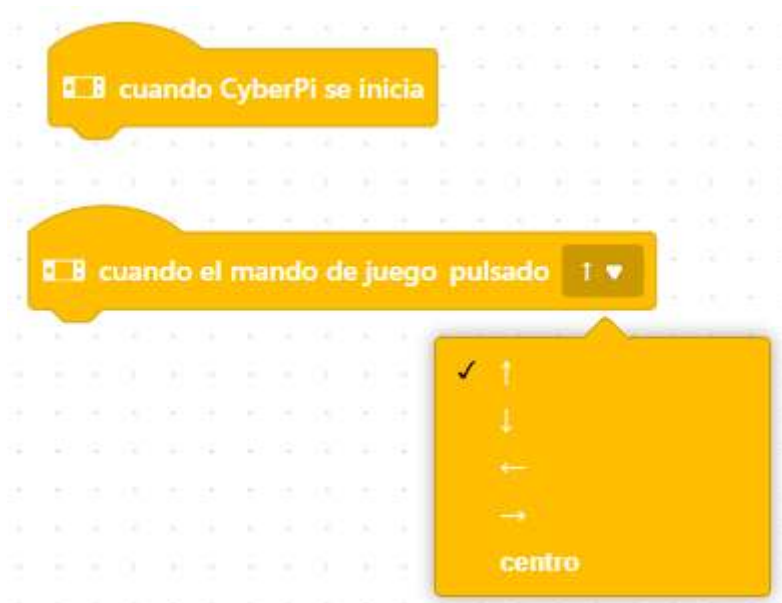 cuando CyberPi se inicia
cuando el mando de juego pulsado ↑
↑
↓
←
→
centro